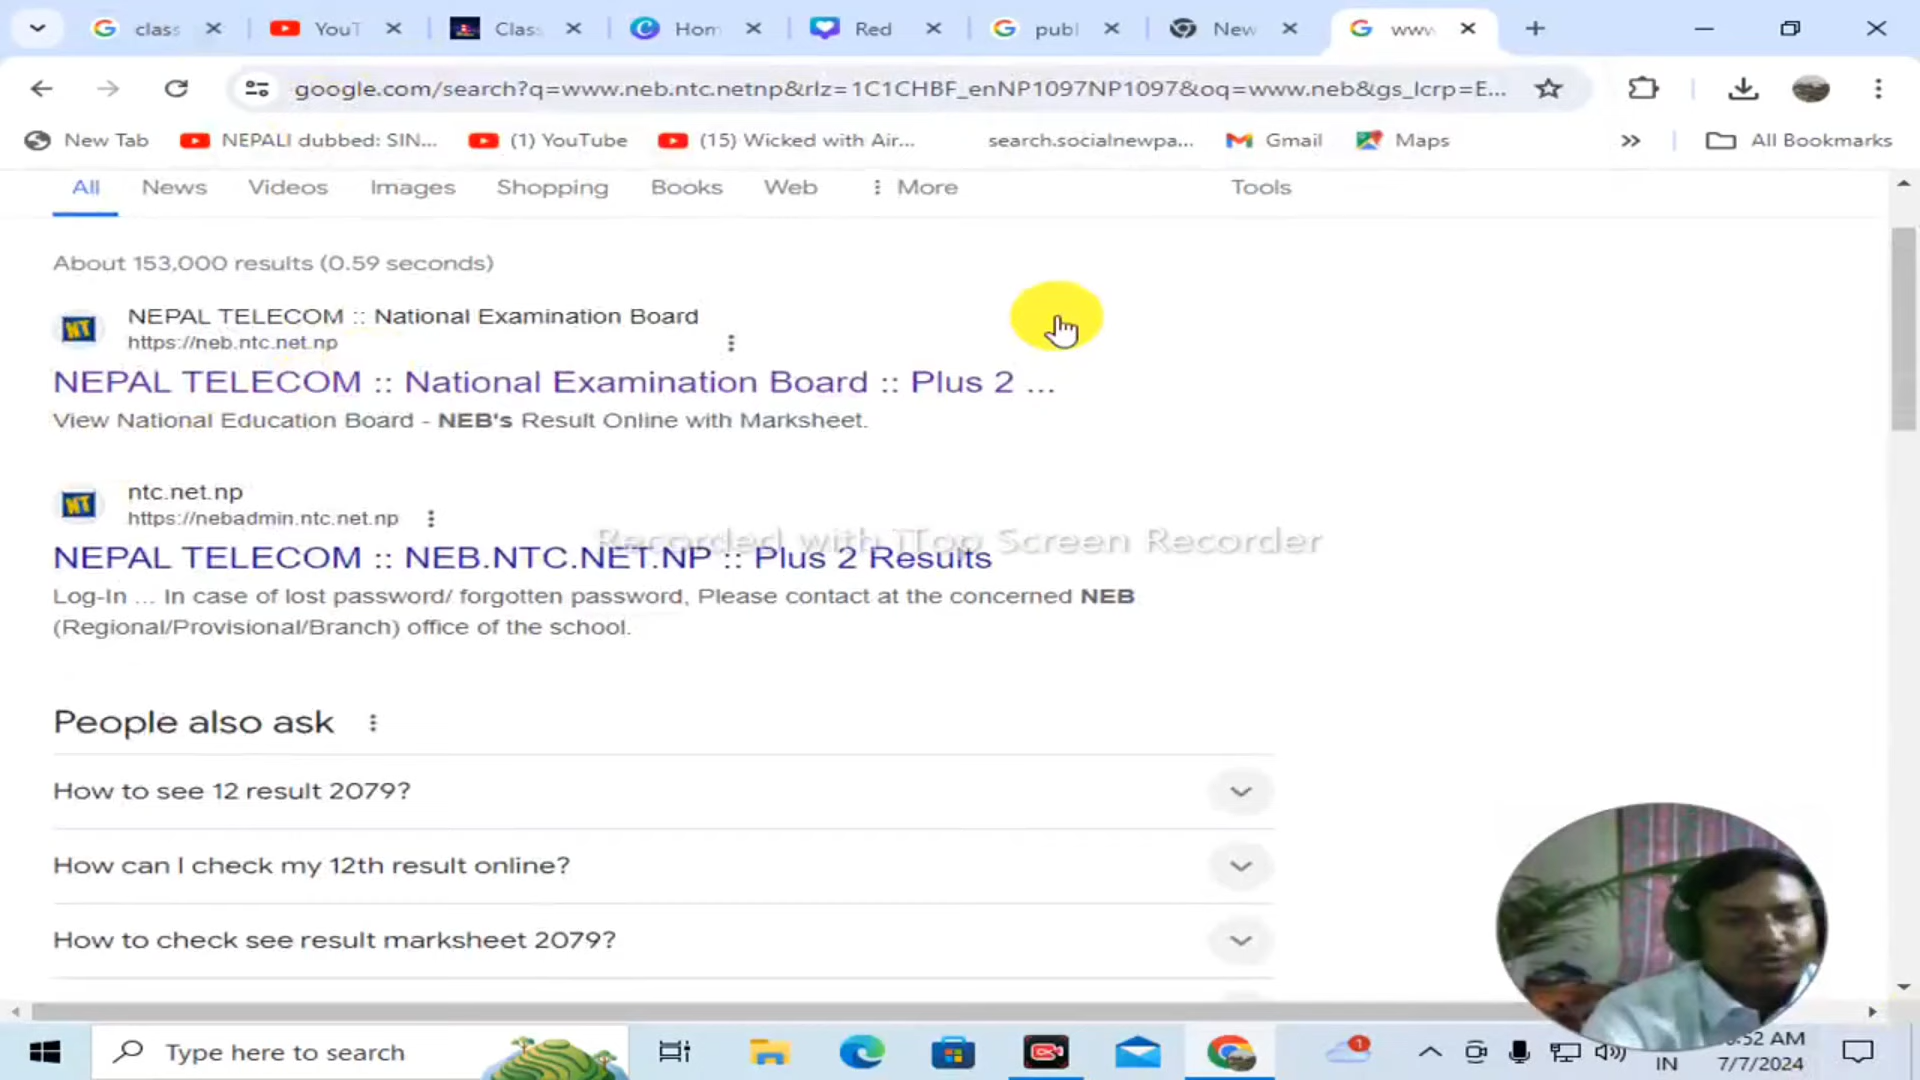 class
YouT
Clas
Hom
Red
publ
New
www
google.com/search?q=www.neb.ntc.netnp&rlz=1C1CHBF_enNP1097NP1097&oq=www.neb&gs_lcrp=E...
New Tab
NEPALI dubbed: SIN...
(1) YouTube
(15) Wicked with Air...
search.socialnewpa...
Gmail
Maps
»
All Bookmarks
All
News
Videos
Images
Shopping
Books
Web
More
Tools
About 153,000 results (0.59 seconds)
NEPAL TELECOM :: National Examination Board
https://neb.ntc.net.np
NEPAL TELECOM :: National Examination Board :: Plus 2 ...
View National Education Board - NEB's Result Online with Marksheet.
ntc.net.np
https://nebadmin.ntc.net.np
Recorded with iTop Screen Recorder
NEPAL TELECOM :: NEB.NTC.NET.NP :: Plus 2 Results
Log-In ... In case of lost password/ forgotten password, Please contact at the concerned NEB
(Regional/Provisional/Branch) office of the school.
People also ask
How to see 12 result 2079?
How can I check my 12th result online?
How to check see result marksheet 2079?
Type here to search
1
:52 AM
IN
7/7/2024